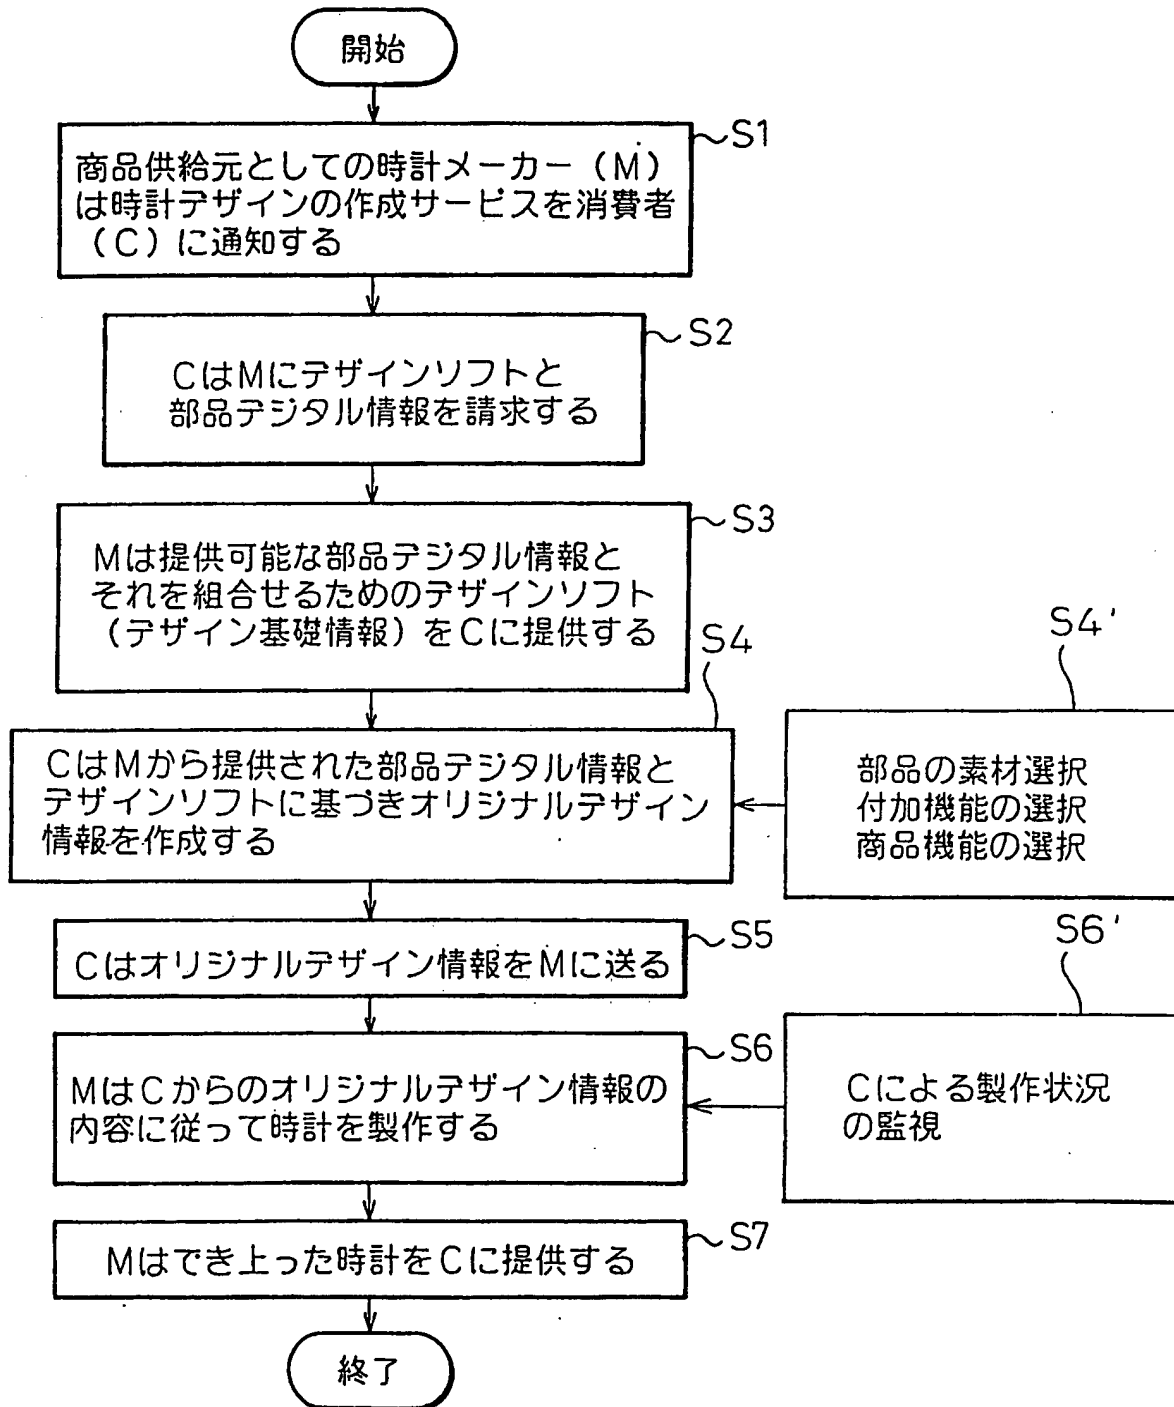 開始
S1
商品供給元としての時計メーカー（M）
は時計デザインの作成サービスを消費者
（C）に通知する
S2
CはMにデザインソフトと
部品デジタル情報を請求する
S3
Mは提供可能な部品デジタル情報と
それを組合せるためのデザインソフト
（デザイン基礎情報）をCに提供する
S4
CはMから提供された部品デジタル情報と
デザインソフトに基づきオリジナルデザイン
情報を作成する
S4'
部品の素材選択
付加機能の選択
商品機能の選択
S5
Cはオリジナルデザイン情報をMに送る
S6
MはCからのオリジナルデザイン情報の
内容に従って時計を製作する
S6'
Cによる製作状況
の監視
S7
Mはでき上った時計をCに提供する
終了